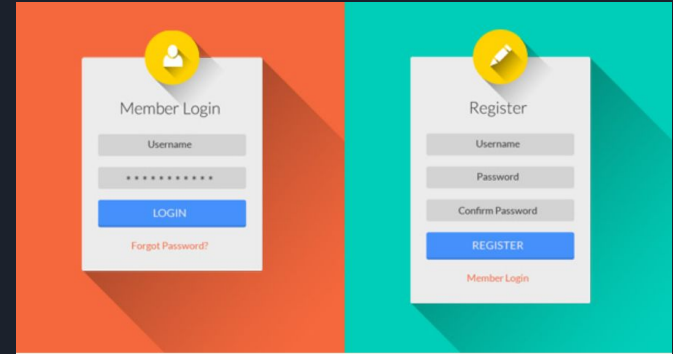 Member Login
Username
***********
LOGIN
Forgot Password?
Register
Username
Password
Confirm Password
REGISTER
Member Login